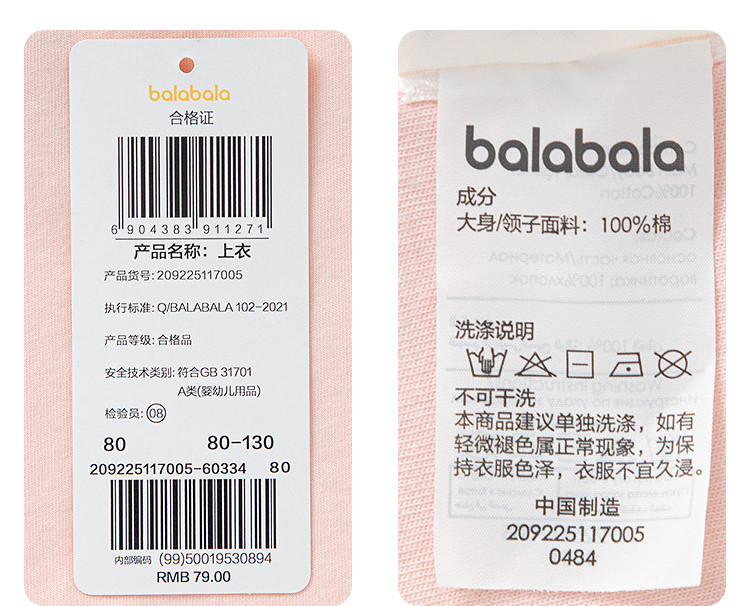 balabala
合格证
6 904383 911271
产品名称：上衣
产品货号：209225117005
执行标准：Q/BALABALA 102-2021
产品等级：合格品
安全技术类别：符合GB 31701
A类(婴幼儿用品)
检验员：08
80 80-130
209225117005-60334 80
内部编码 (99)50019530894
RMB 79.00
balabala
成分
大身/领子面料：100%棉
洗涤说明
不可干洗
本商品建议单独洗涤，如有
轻微褪色属正常现象，为保
持衣服色泽，衣服不宜久浸。
中国制造
209225117005
0484